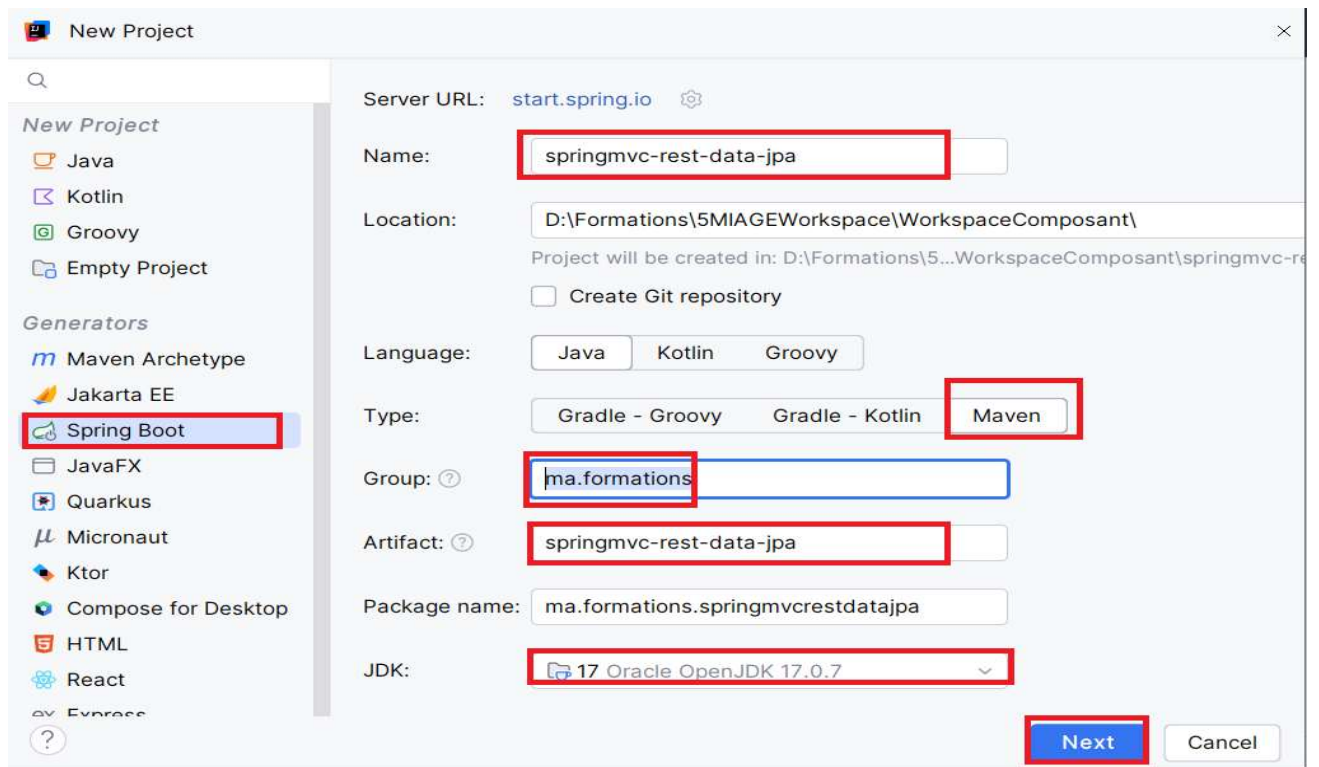 New Project
New Project
Java
Kotlin
Groovy
Empty Project
Generators
Maven Archetype
Jakarta EE
Spring Boot
JavaFX
Quarkus
Micronaut
Ktor
Compose for Desktop
HTML
React
Express
?
Server URL: start.spring.io
Name: springmvc-rest-data-jpa
Location: D:\Formations\5MIAGEWorkspace\WorkspaceComposant\
Project will be created in: D:\Formations\5...WorkspaceComposant\springmvc-re
Create Git repository
Language: Java Kotlin Groovy
Type: Gradle - Groovy Gradle - Kotlin Maven
Group: ? ma.formations
Artifact: ? springmvc-rest-data-jpa
Package name: ma.formations.springmvcrestdatajpa
JDK: 17 Oracle OpenJDK 17.0.7
Next Cancel